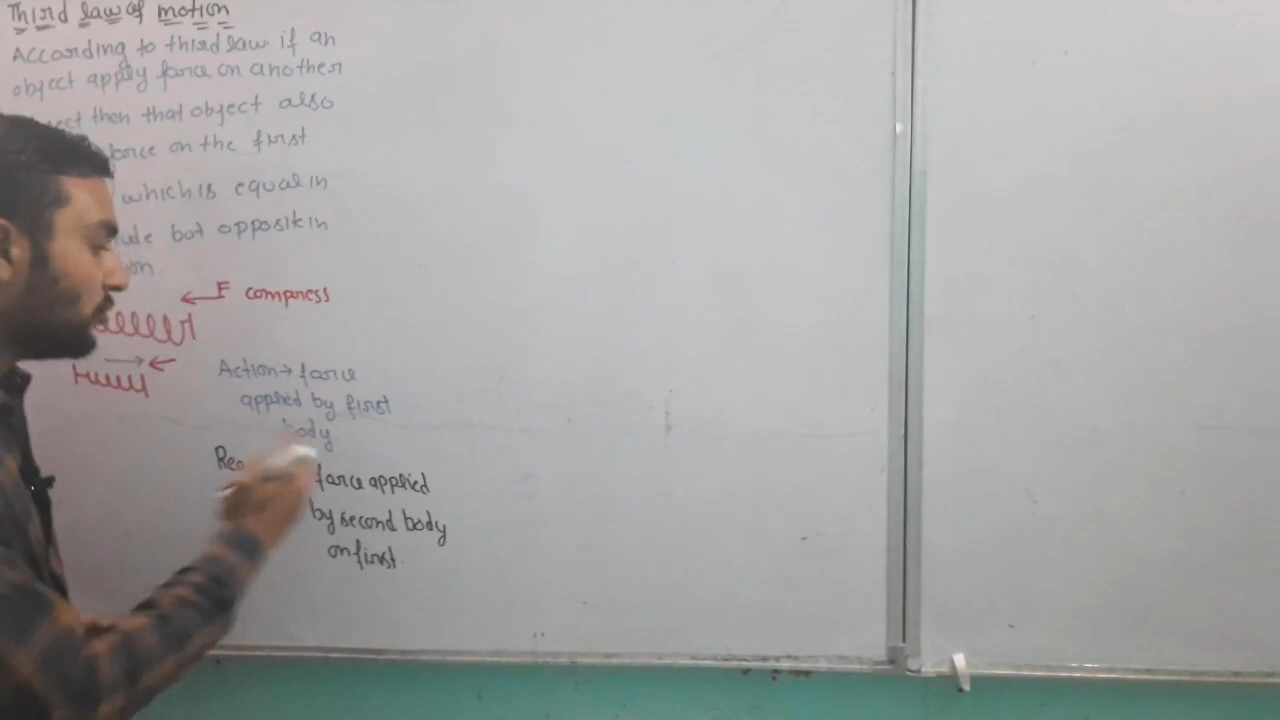 Third law of motion
According to third law if an
object apply force on another
then that object also
force on the first
which is equal in
but opposit in
F compress
Action → force
applied by first
body.
force applied
by second body
on first.